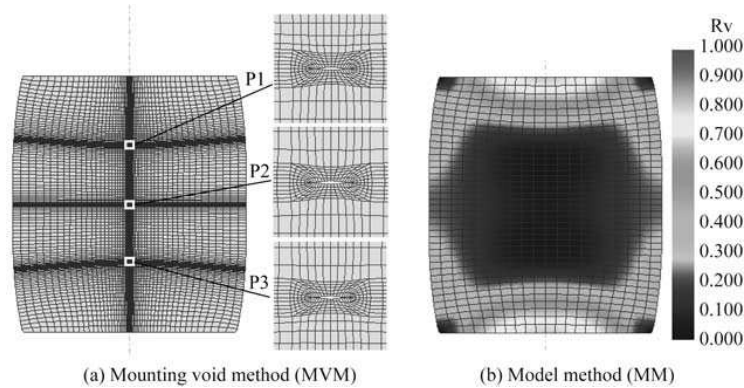 P1
P2
P3
Rv
1.000
0.900
0.800
0.700
0.600
0.500
0.400
0.300
0.200
0.100
0.000
(a) Mounting void method (MVM)
(b) Model method (MM)